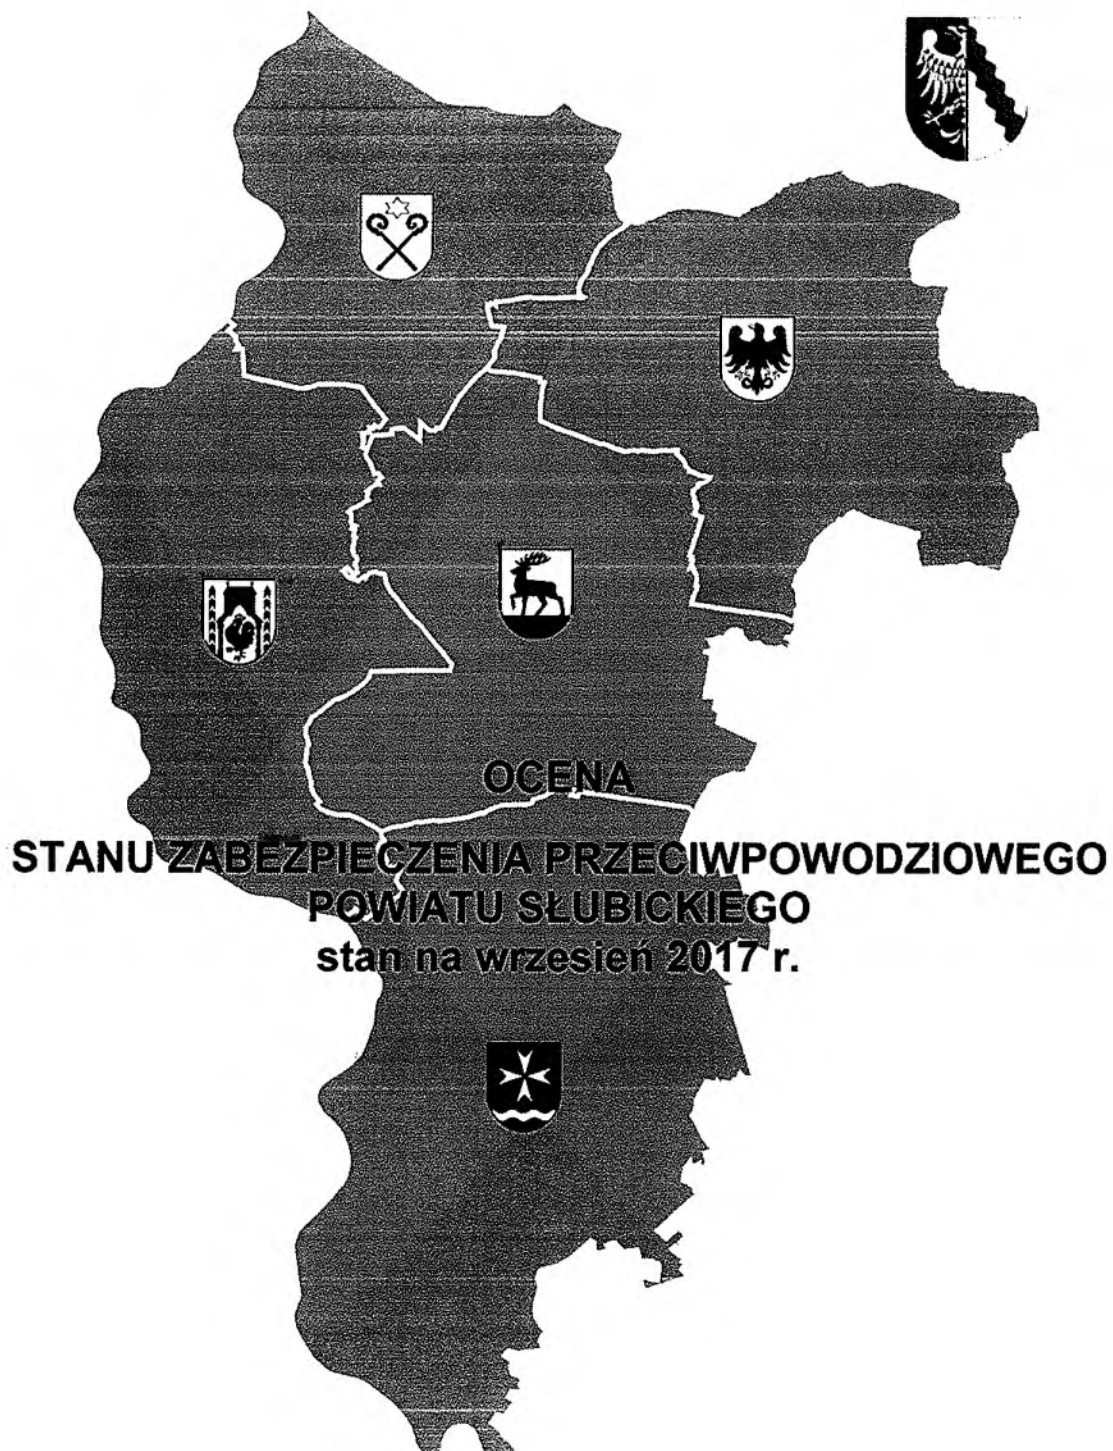 OCENA
STANU ZABEZPIECZENIA PRZECIWPOWODZIOWEGO
POWIATU SŁUBICKIEGO
stan na wrzesień 2017 r.